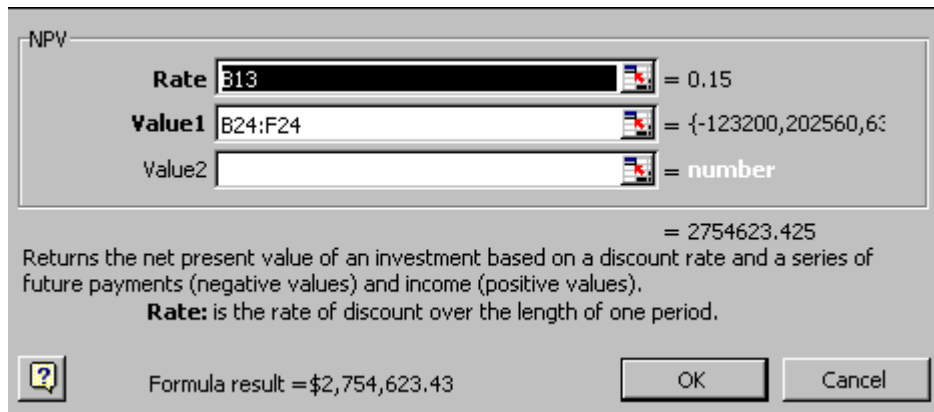 NPV
Rate B13 = 0.15
Value1 B24:F24 = {-123200,202560,63
Value2 = number
= 2754623.425
Returns the net present value of an investment based on a discount rate and a series of
future payments (negative values) and income (positive values).
Rate: is the rate of discount over the length of one period.
Formula result =$2,754,623.43
OK
Cancel